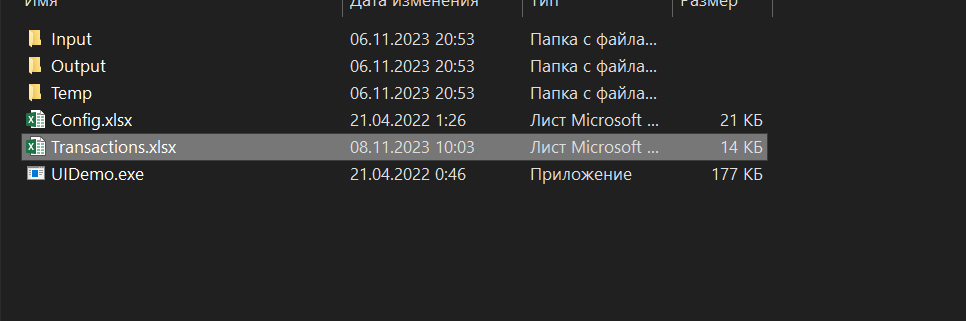 Имя Дата изменения Тип Размер
Input 06.11.2023 20:53 Папка с файла...
Output 06.11.2023 20:53 Папка с файла...
Temp 06.11.2023 20:53 Папка с файла...
Config.xlsx 21.04.2022 1:26 Лист Microsoft ... 21 КБ
Transactions.xlsx 08.11.2023 10:03 Лист Microsoft ... 14 КБ
UIDemo.exe 21.04.2022 0:46 Приложение 177 КБ